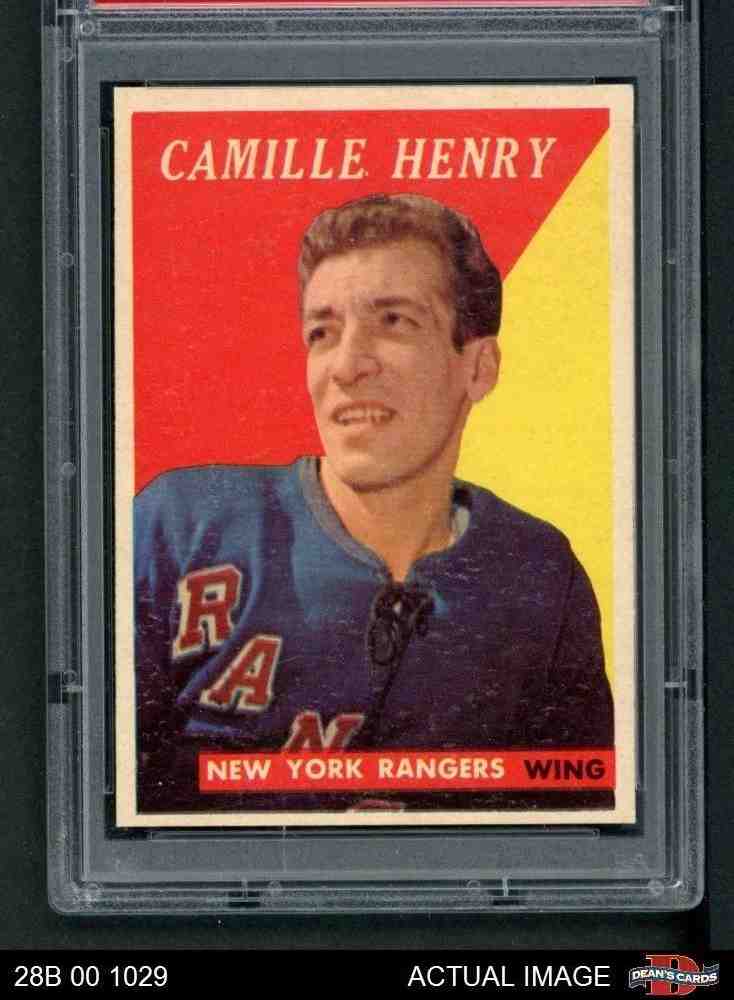 CAMILLE HENRY
RAN
NEW YORK RANGERS WING
28B 00 1029 ACTUAL IMAGE DEAN'S CARDS